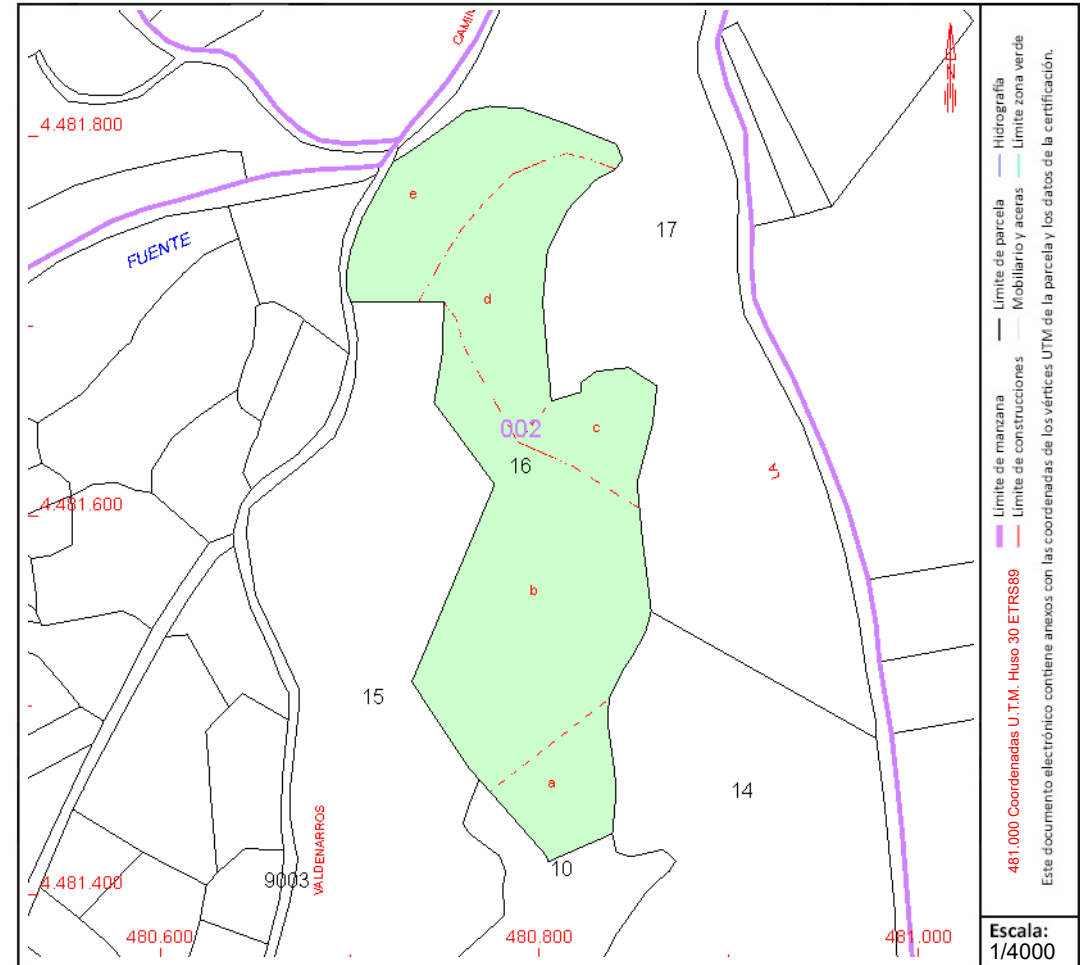 CAMIN
N
4.481.800
e
17
FUENTE
d
002
c
16
4.481.600
b
15
a
14
10
9003
VALDENARROS
4.481.400
480.600
480.800
481.000
481.000 Coordenadas U.T.M. Huso 30 ETRS89
Límite de manzana
Límite de construcciones
Límite de parcela
Mobiliario y aceras
Hidrografía
Límite zona verde
Este documento electrónico contiene anexos con las coordenadas de los vértices UTM de la parcela y los datos de la certificación.
Escala:
1/4000